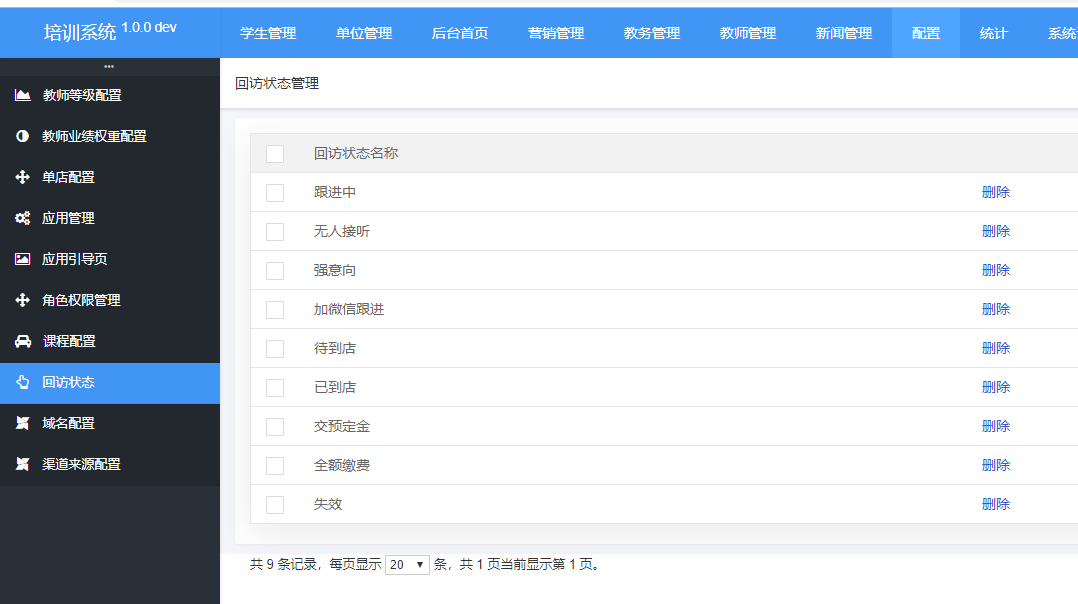 培训系统 1.0.0 dev
学生管理 单位管理 后台首页 营销管理 教务管理 教师管理 新闻管理 配置 统计 系统
教师等级配置
教师业绩权重配置
单店配置
应用管理
应用引导页
角色权限管理
课程配置
回访状态
域名配置
渠道来源配置
回访状态管理
回访状态名称
跟进中 删除
无人接听 删除
强意向 删除
加微信跟进 删除
待到店 删除
已到店 删除
交预定金 删除
全额缴费 删除
失效 删除
共 9 条记录，每页显示 20 条，共 1 页当前显示第 1 页。